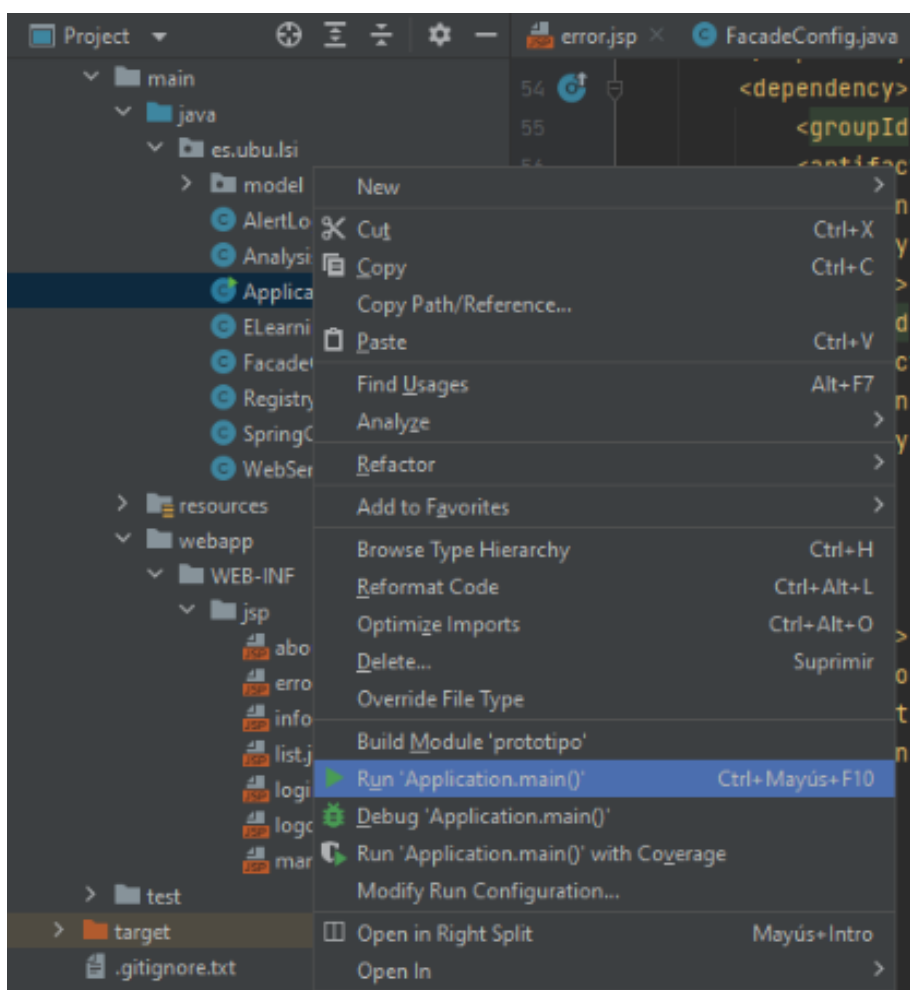 Project
error.jsp
FacadeConfig.java
main
54
<dependency>
java
55
<groupId
es.ubu.lsi
model
New
AlertLo
Cut Ctrl+X
Analysi
Copy Ctrl+C
Applica
Copy Path/Reference...
ELearni
Paste Ctrl+V
Facade
Find Usages Alt+F7
Registry
Analyze
Spring
WebSer
Refactor
resources
Add to Favorites
webapp
Browse Type Hierarchy Ctrl+H
WEB-INF
Reformat Code Ctrl+Alt+L
jsp
Optimize Imports Ctrl+Alt+O
abo
Delete... Suprimir
erro
Override File Type
info
Build Module 'prototipo'
list.j
Run 'Application.main()' Ctrl+Mayús+F10
logi
Debug 'Application.main()'
logo
Run 'Application.main()' with Coverage
mar
Modify Run Configuration...
test
target
Open in Right Split Mayús+Intro
.gitignore.txt
Open In